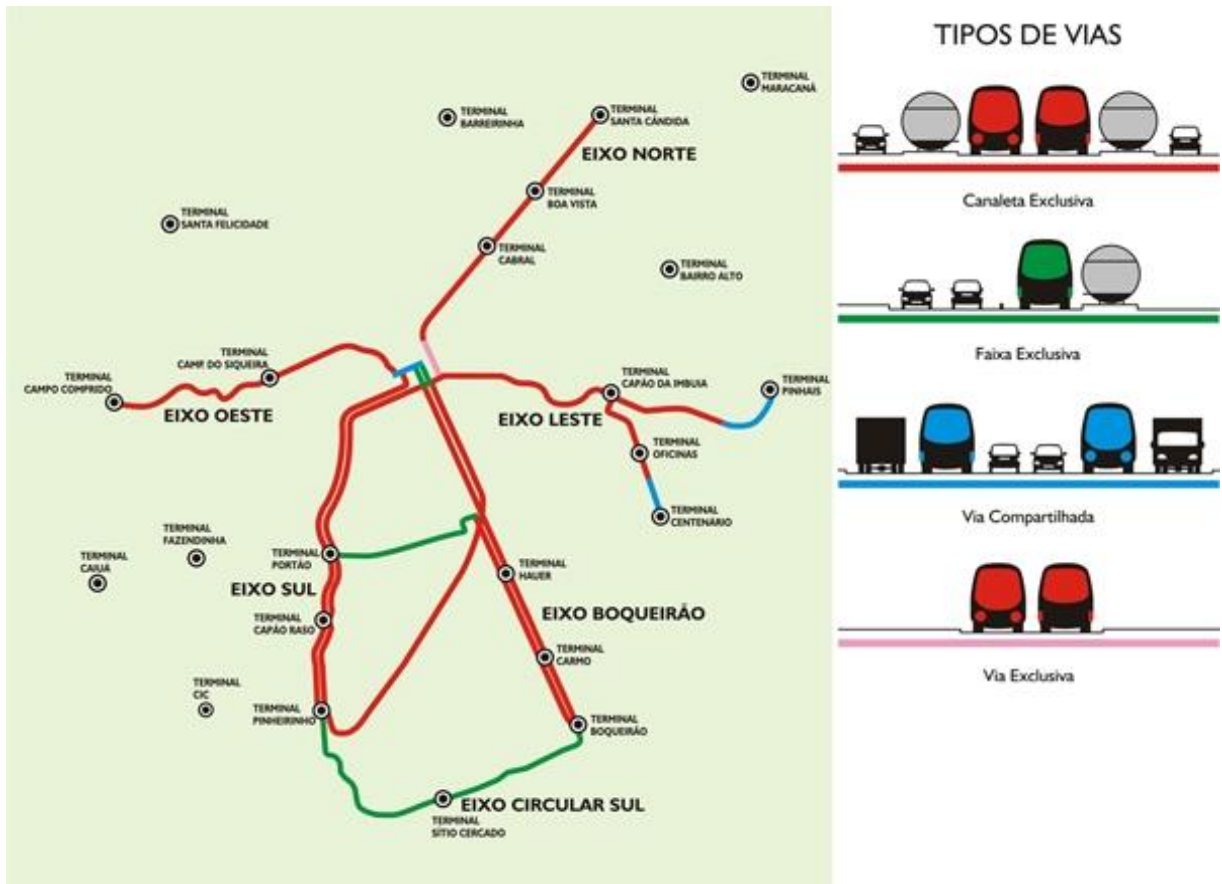 TERMINAL
MARACANÃ
TERMINAL
BARREIRINHA
TERMINAL
SANTA CÂNDIDA
EIXO NORTE
TERMINAL
BOA VISTA
TERMINAL
SANTA FELICIDADE
TERMINAL
CABRAL
TERMINAL
BAIRRO ALTO
TERMINAL
CAMP. DO SIQUEIRA
TERMINAL
CAMPO COMPRIDO
EIXO OESTE
TERMINAL
CAPÃO DA IMBUIA
TERMINAL
PINHAIS
EIXO LESTE
TERMINAL
OFICINAS
TERMINAL
CENTENÁRIO
TERMINAL
FAZENDINHA
TERMINAL
CAIUÁ
TERMINAL
PORTÃO
EIXO SUL
TERMINAL
HAUER
EIXO BOQUEIRÃO
TERMINAL
CAPÃO RASO
TERMINAL
CARMO
TERMINAL
CIC
TERMINAL
PINHEIRINHO
TERMINAL
BOQUEIRÃO
EIXO CIRCULAR SUL
TERMINAL
SÍTIO CERCADO
TIPOS DE VIAS
Canaleta Exclusiva
Faixa Exclusiva
Via Compartilhada
Via Exclusiva